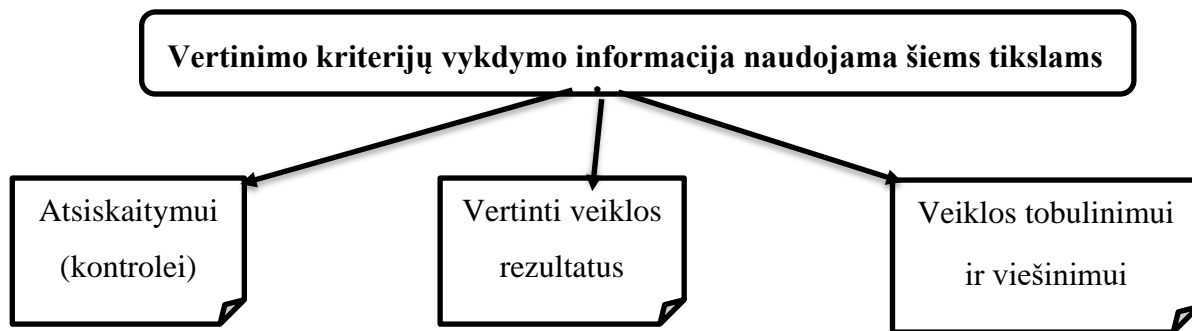 Vertinimo kriterijų vykdymo informacija naudojama šiems tikslams
:
Atsiskaitymui
(kontrolei)
Vertinti veiklos
rezultatus
Veiklos tobulinimui
ir viešinimui